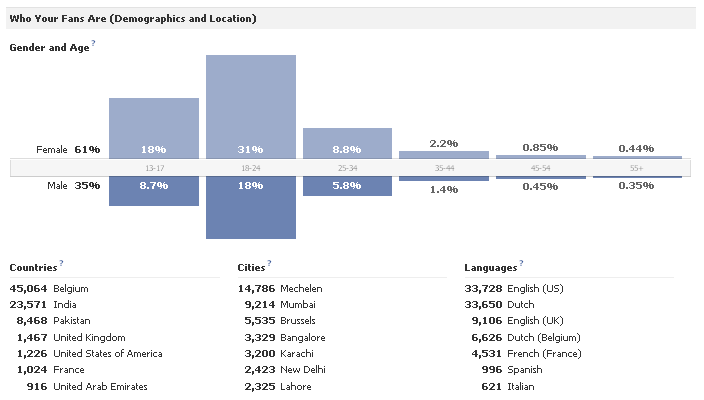 Who Your Fans Are (Demographics and Location)
Gender and Age ?
Female 61% 18% 31% 8.8% 2.2% 0.85% 0.44%
13-17 18-24 25-34 35-44 45-54 55+
Male 35% 8.7% 18% 5.8% 1.4% 0.45% 0.35%
Countries ?
45,064 Belgium
23,571 India
8,468 Pakistan
1,467 United Kingdom
1,226 United States of America
1,024 France
916 United Arab Emirates
Cities ?
14,786 Mechelen
9,214 Mumbai
5,535 Brussels
3,329 Bangalore
3,200 Karachi
2,423 New Delhi
2,325 Lahore
Languages ?
33,728 English (US)
33,650 Dutch
9,106 English (UK)
6,626 Dutch (Belgium)
4,531 French (France)
996 Spanish
621 Italian